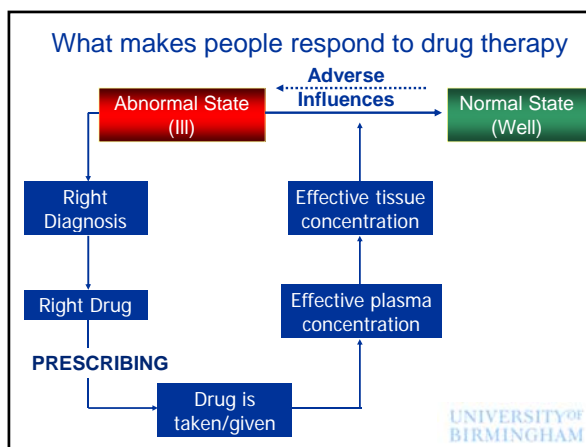 What makes people respond to drug therapy
Adverse
Influences
Abnormal State
(Ill)
Normal State
(Well)
Right
Diagnosis
Effective tissue
concentration
Right Drug
Effective plasma
concentration
PRESCRIBING
Drug is
taken/given
UNIVERSITY OF
BIRMINGHAM